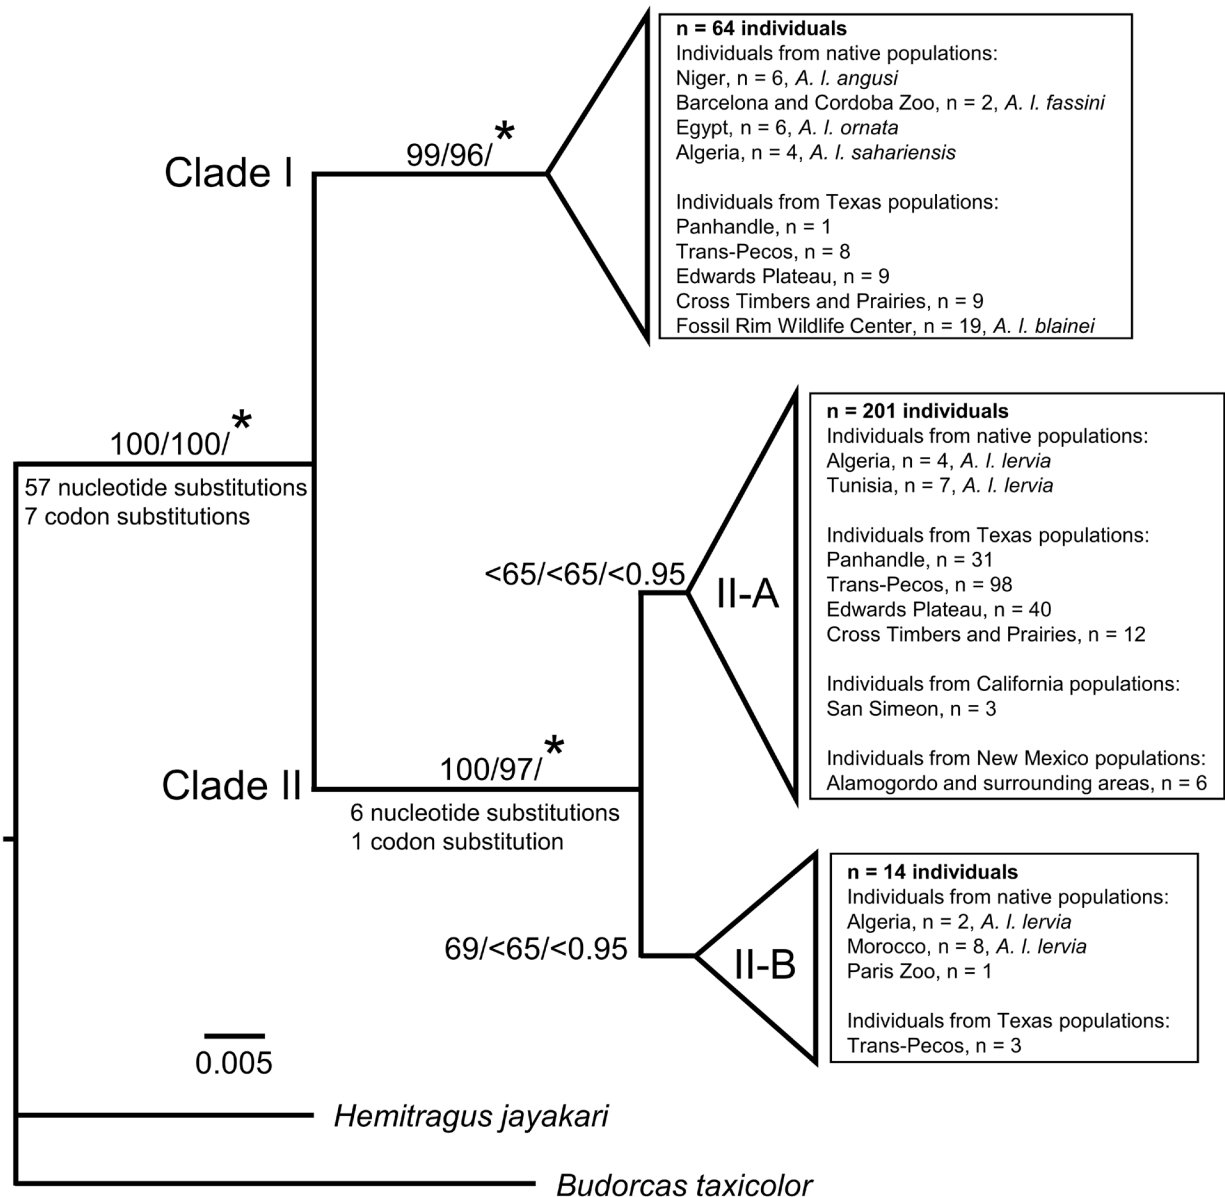 n = 64 individuals
Individuals from native populations:
Niger, n = 6, A. l. angusi
Barcelona and Cordoba Zoo, n = 2, A. l. fassini
Egypt, n = 6, A. l. ornata
Algeria, n = 4, A. l. sahariensis
Individuals from Texas populations:
Panhandle, n = 1
Trans-Pecos, n = 8
Edwards Plateau, n = 9
Cross Timbers and Prairies, n = 9
Fossil Rim Wildlife Center, n = 19, A. l. blainei
99/96/*
Clade I
100/100/*
57 nucleotide substitutions
7 codon substitutions
n = 201 individuals
Individuals from native populations:
Algeria, n = 4, A. l. lervia
Tunisia, n = 7, A. l. lervia
Individuals from Texas populations:
Panhandle, n = 31
Trans-Pecos, n = 98
Edwards Plateau, n = 40
Cross Timbers and Prairies, n = 12
Individuals from California populations:
San Simeon, n = 3
Individuals from New Mexico populations:
Alamogordo and surrounding areas, n = 6
<65/<65/<0.95
II-A
100/97/*
Clade II
6 nucleotide substitutions
1 codon substitution
n = 14 individuals
Individuals from native populations:
Algeria, n = 2, A. l. lervia
Morocco, n = 8, A. l. lervia
Paris Zoo, n = 1
Individuals from Texas populations:
Trans-Pecos, n = 3
69/<65/<0.95
II-B
0.005
Hemitragus jayakari
Budorcas taxicolor